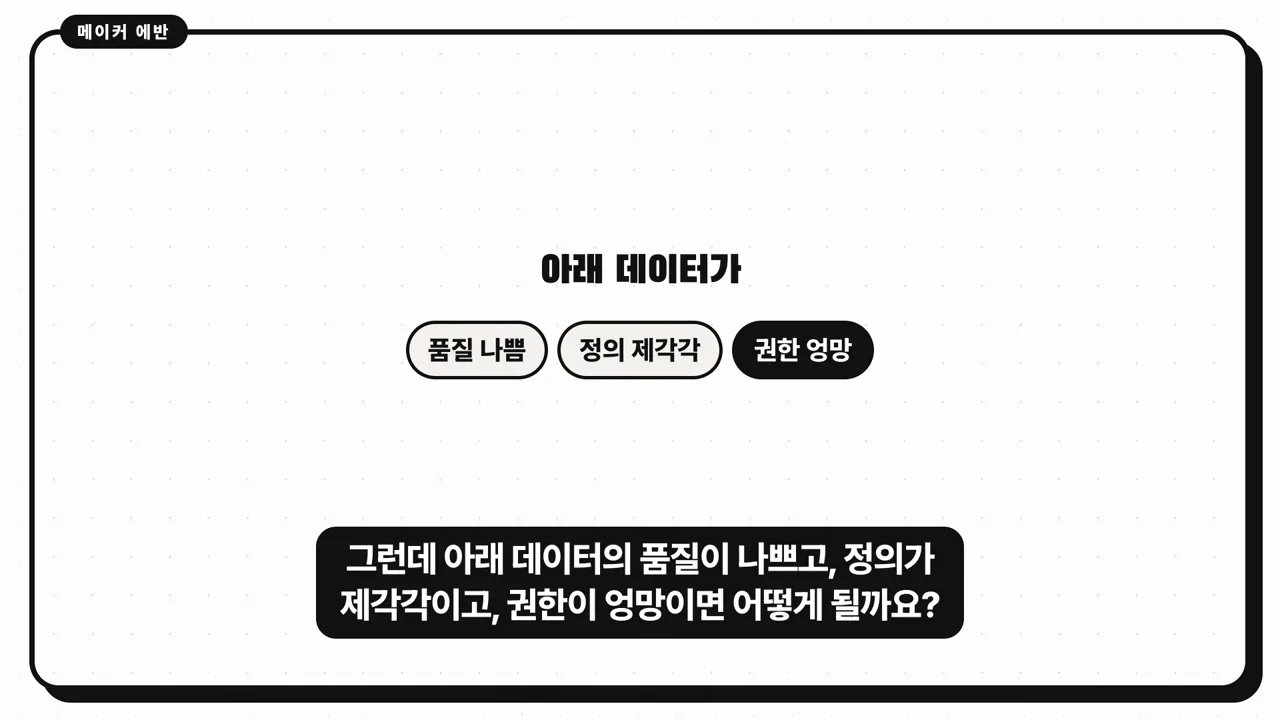 메이커 에반
아래 데이터가
품질 나쁨 정의 제각각 권한 엉망
그런데 아래 데이터의 품질이 나쁘고, 정의가
제각각이고, 권한이 엉망이면 어떻게 될까요?